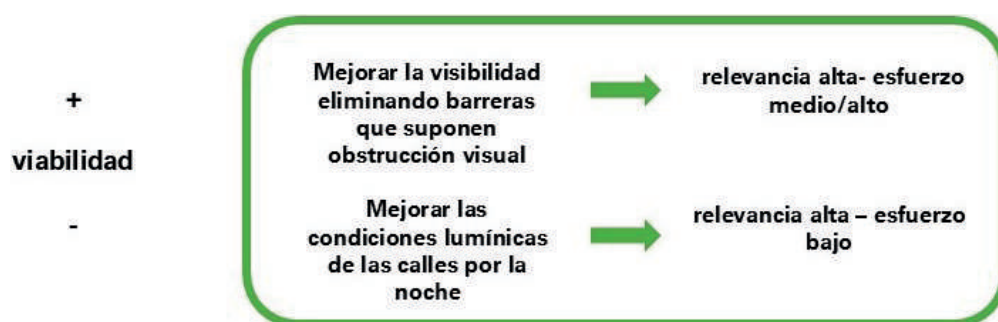 +
viabilidad
-
Mejorar la visibilidad
eliminando barreras
que suponen
obstrucción visual
relevancia alta- esfuerzo
medio/alto
Mejorar las
condiciones lumínicas
de las calles por la
noche
relevancia alta – esfuerzo
bajo